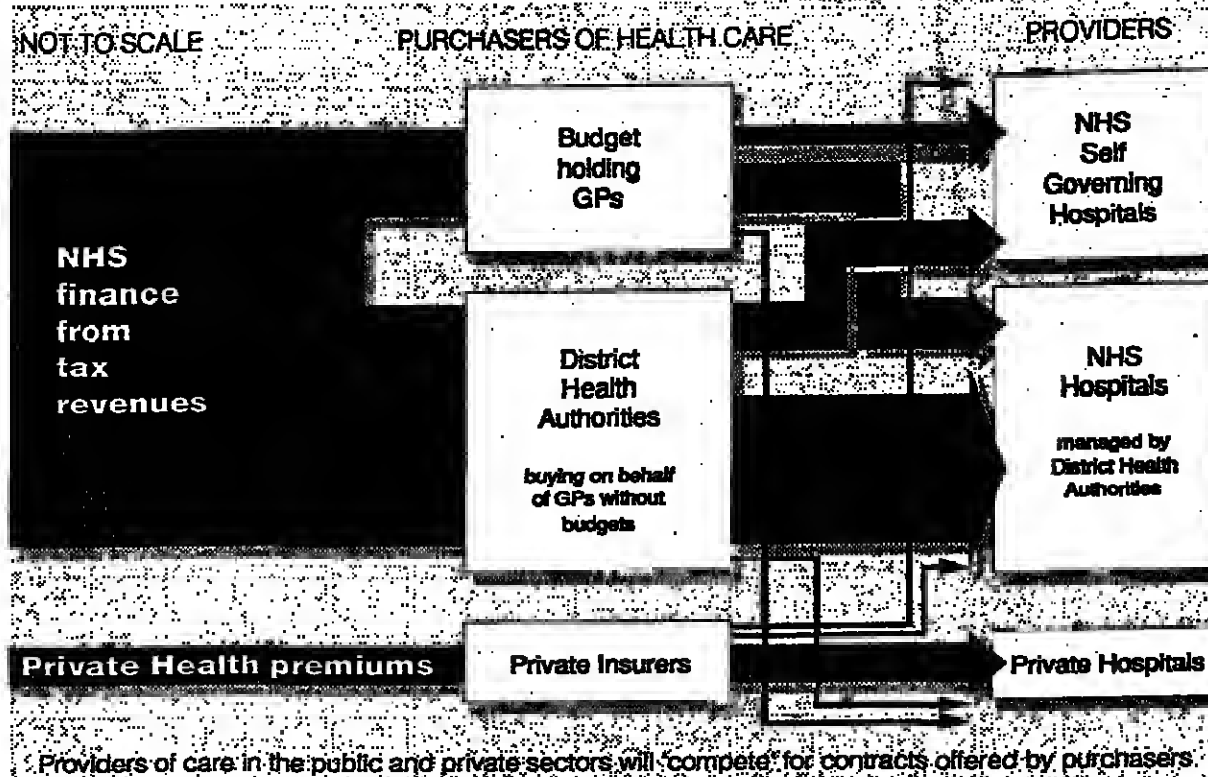 NOT TO SCALE
PURCHASERS OF HEALTH CARE
PROVIDERS
Budget
holding
GPs
NHS
Self
Governing
Hospitals
NHS
finance
from
tax
revenues
District
Health
Authorities
buying on behalf
of GPs without
budgets
NHS
Hospitals
managed by
District Health
Authorities
Private Health premiums
Private Insurers
Private Hospitals
Providers of care in the public and private sectors will "compete" for contracts offered by purchasers.